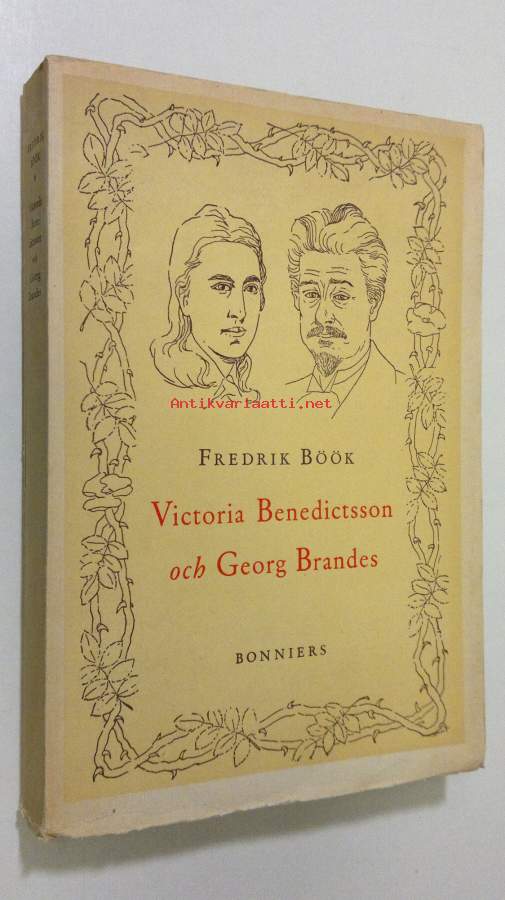 Antikvariaatti.net
FREDRIK BÖÖK
Victoria Benedictsson
och Georg Brandes
BONNIERS